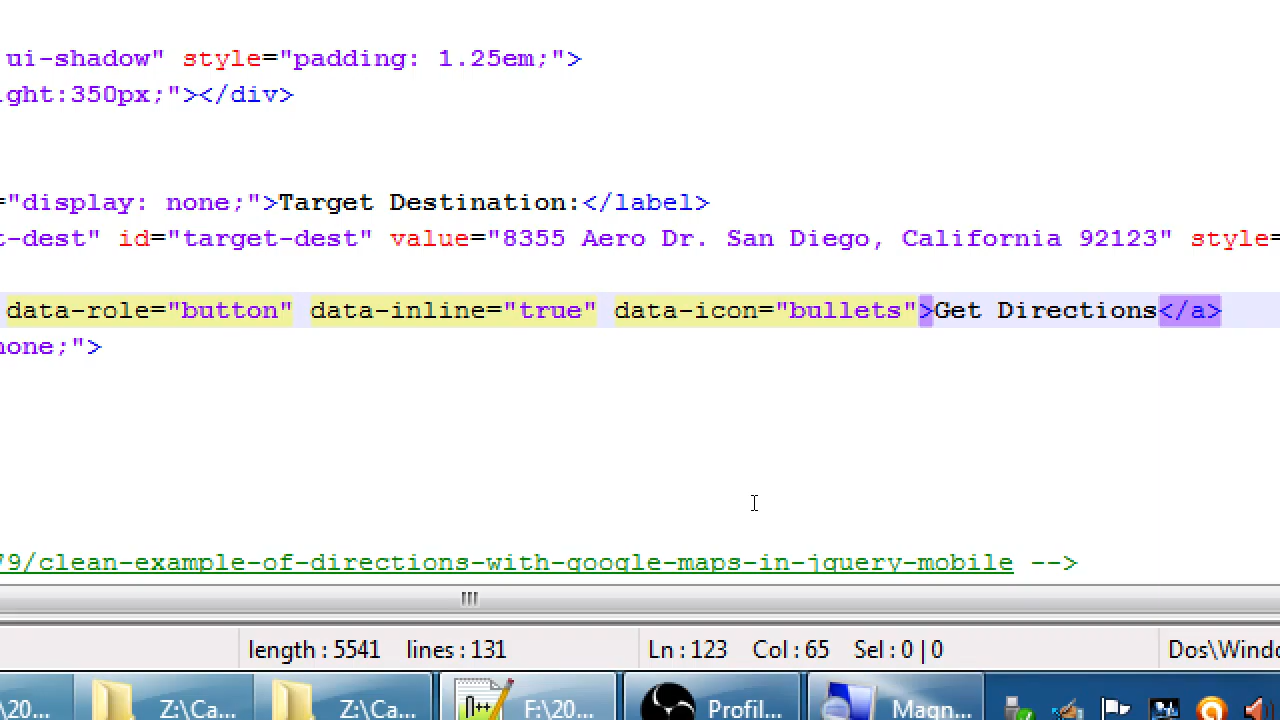 ui-shadow" style="padding: 1.25em;">
ight:350px;"></div>
="display: none;">Target Destination:</label>
t-dest" id="target-dest" value="8355 Aero Dr. San Diego, California 92123" style=
data-role="button" data-inline="true" data-icon="bullets">Get Directions</a>
none;">
79/clean-example-of-directions-with-google-maps-in-jquery-mobile -->
length : 5541 lines : 131 Ln : 123 Col : 65 Sel : 0 | 0 Dos\Windo
\20... Z:\Ca... Z:\Ca... F:\20... Profil... Magn...